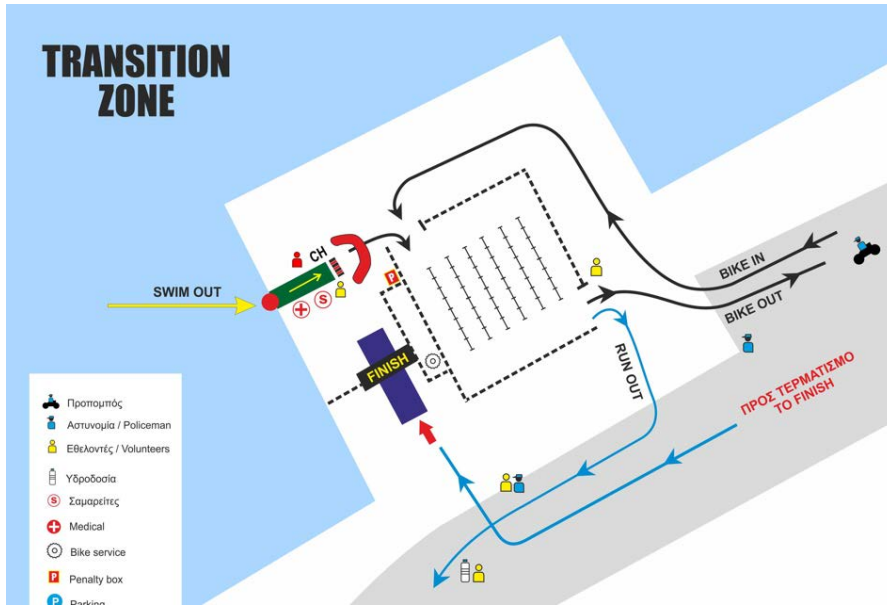 TRANSITION
ZONE
SWIM OUT
CH
S
P
FINISH
BIKE IN
BIKE OUT
RUN OUT
ΠΡΟΣ ΤΕΡΜΑΤΙΣΜΟ
TO FINISH
Προπομπός
Αστυνομία / Policeman
Εθελοντές / Volunteers
Υδροδοσία
S Σαμαρείτες
Medical
Bike service
P Penalty box
P Parking